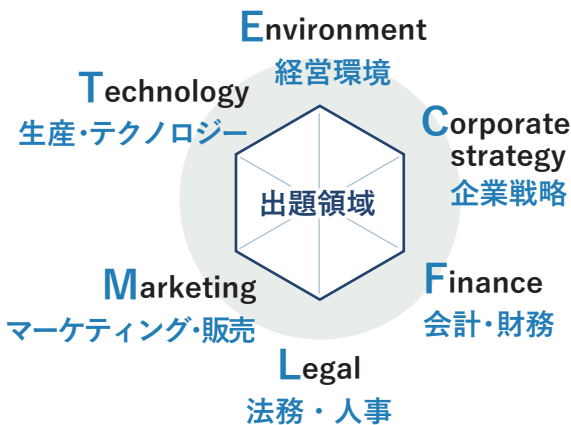 Environment
経営環境
Technology
生産・テクノロジー
Corporate
strategy
企業戦略
出題領域
Marketing
マーケティング・販売
Finance
会計・財務
Legal
法務・人事